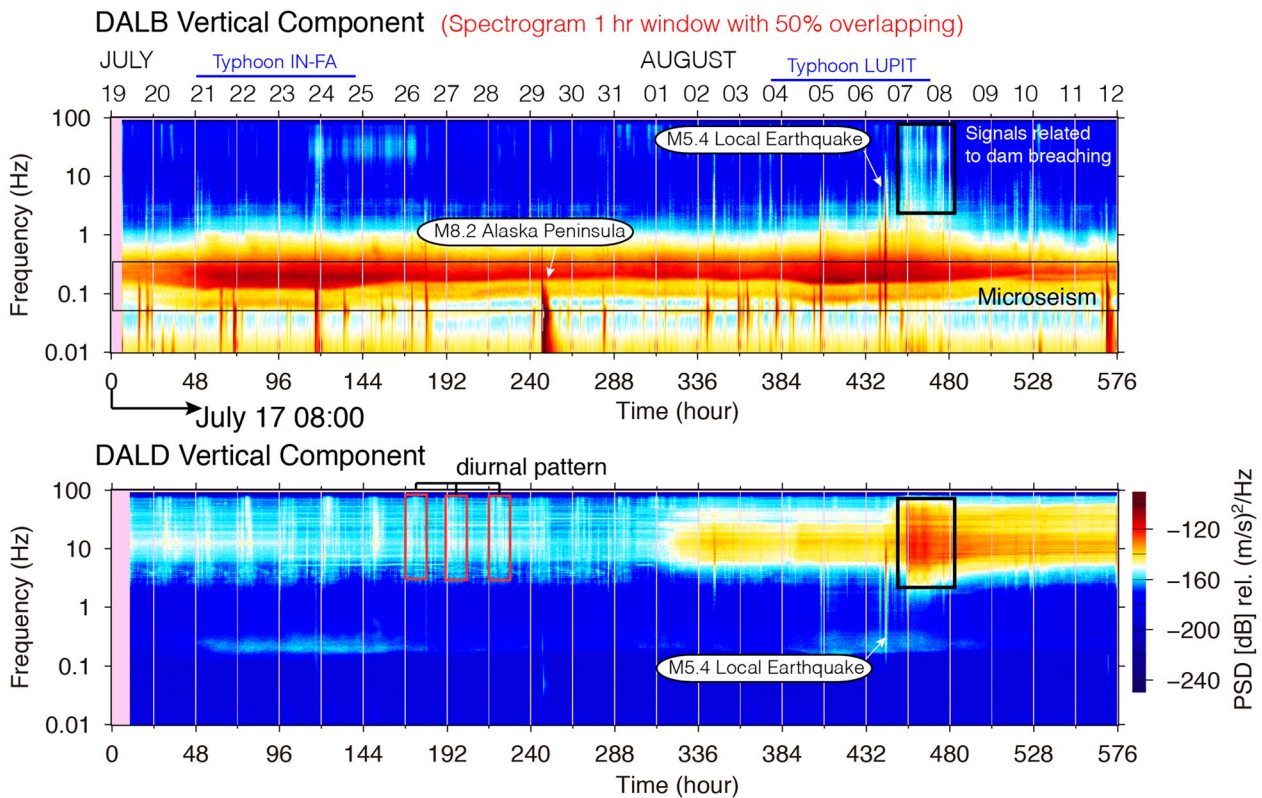 DALB Vertical Component (Spectrogram 1 hr window with 50% overlapping)
JULY Typhoon IN-FA AUGUST Typhoon LUPIT
19 20 21 22 23 24 25 26 27 28 29 30 31 01 02 03 04 05 06 07 08 09 10 11 12
100
10
1
0.1
0.01
Frequency (Hz)
M5.4 Local Earthquake
Signals related
to dam breaching
M8.2 Alaska Peninsula
Microseism
0 48 96 144 192 240 288 336 384 432 480 528 576
Time (hour)
July 17 08:00
DALD Vertical Component
diurnal pattern
100
10
1
0.1
0.01
Frequency (Hz)
M5.4 Local Earthquake
0 48 96 144 192 240 288 336 384 432 480 528 576
Time (hour)
−120
−160
−200
−240
PSD [dB] rel. (m/s)²/Hz